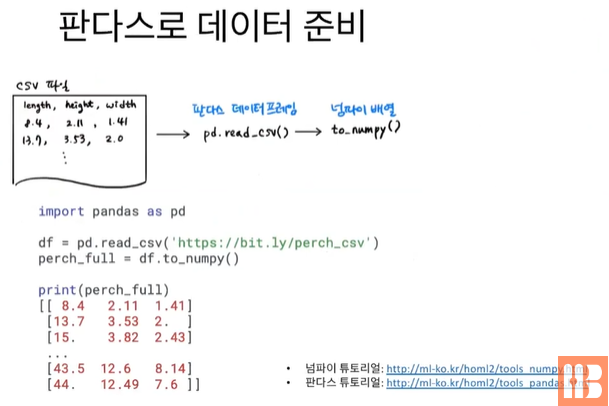 판다스로 데이터 준비
CSV 파일
length, height, width
8.4, 2.11, 1.41
13.7, 3.53, 2.0
⋮
판다스 데이터프레임
넘파이 배열
pd.read_csv()
to_numpy()
import pandas as pd
df = pd.read_csv('https://bit.ly/perch_csv')
perch_full = df.to_numpy()
print(perch_full)
[[ 8.4 2.11 1.41]
[13.7 3.53 2. ]
[15. 3.82 2.43]
...
[43.5 12.6 8.14]
[44. 12.49 7.6 ]]
• 넘파이 튜토리얼: http://ml-ko.kr/homl2/tools_numpy.html
• 판다스 튜토리얼: http://ml-ko.kr/homl2/tools_pandas.html